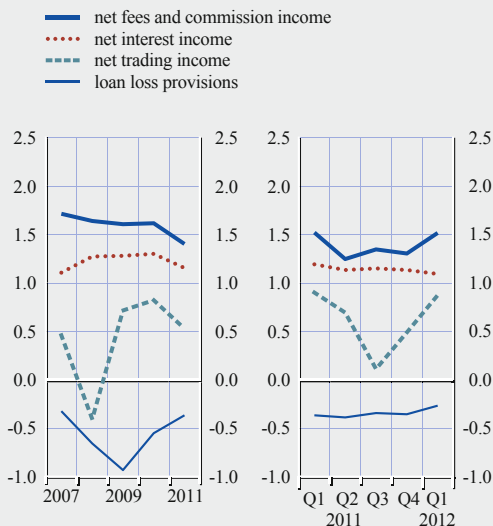 net fees and commission income
net interest income
net trading income
loan loss provisions
2.5 2.5 2.5 2.5
2.0 2.0 2.0 2.0
1.5 1.5 1.5 1.5
1.0 1.0 1.0 1.0
0.5 0.5 0.5 0.5
0.0 0.0 0.0 0.0
-0.5 -0.5 -0.5 -0.5
-1.0 -1.0 -1.0 -1.0
2007 2009 2011 Q1 Q2 Q3 Q4 Q1
2011 2012